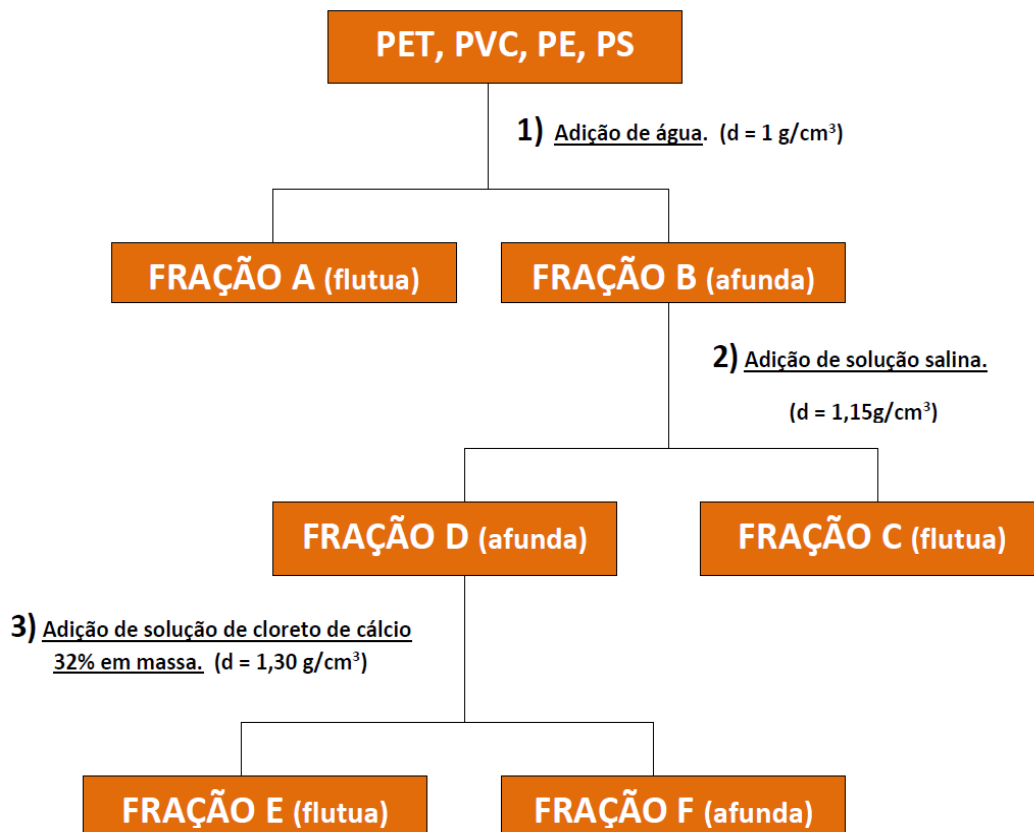 PET, PVC, PE, PS
1) Adição de água. (d = 1 g/cm³)
FRAÇÃO A (flutua)
FRAÇÃO B (afunda)
2) Adição de solução salina.
(d = 1,15g/cm³)
FRAÇÃO D (afunda)
FRAÇÃO C (flutua)
3) Adição de solução de cloreto de cálcio
32% em massa. (d = 1,30 g/cm³)
FRAÇÃO E (flutua)
FRAÇÃO F (afunda)